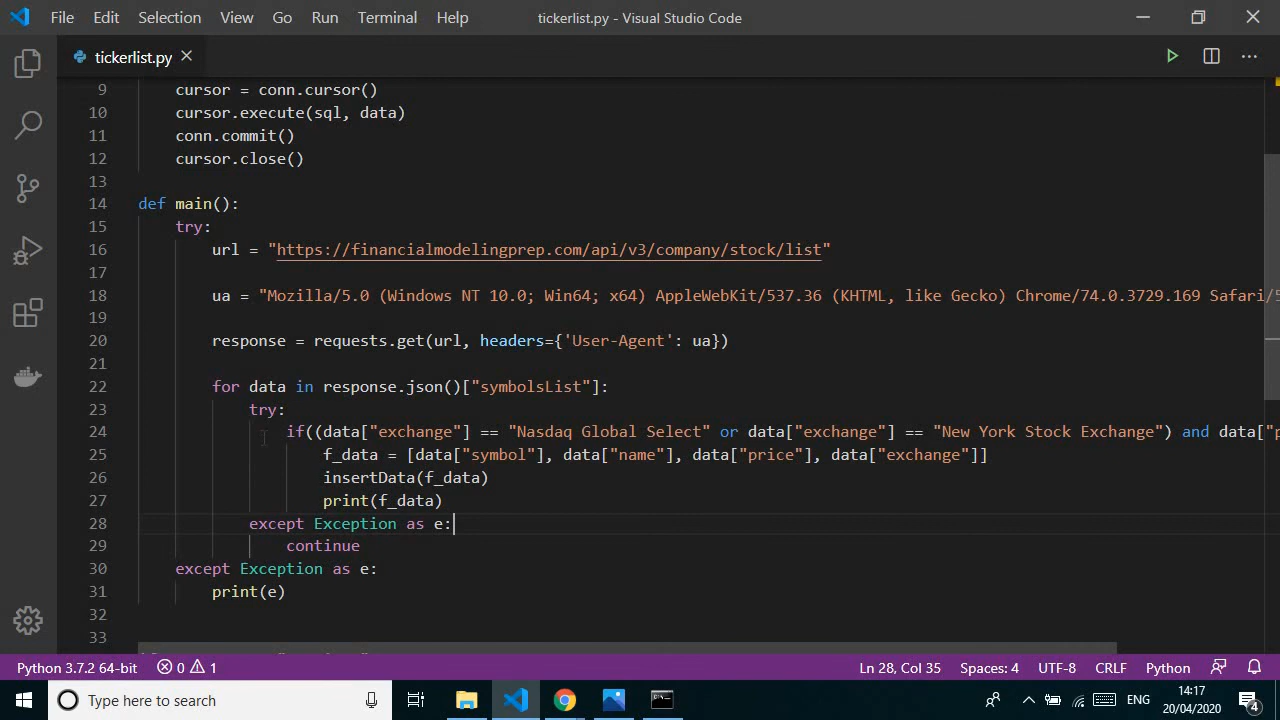 File Edit Selection View Go Run Terminal Help tickerlist.py - Visual Studio Code
tickerlist.py
9 cursor = conn.cursor()
10 cursor.execute(sql, data)
11 conn.commit()
12 cursor.close()
13
14 def main():
15 try:
16 url = "https://financialmodelingprep.com/api/v3/company/stock/list"
17
18 ua = "Mozilla/5.0 (Windows NT 10.0; Win64; x64) AppleWebKit/537.36 (KHTML, like Gecko) Chrome/74.0.3729.169 Safari/5
19
20 response = requests.get(url, headers={'User-Agent': ua})
21
22 for data in response.json()["symbolsList"]:
23 try:
24 if((data["exchange"] == "Nasdaq Global Select" or data["exchange"] == "New York Stock Exchange") and data["p
25 f_data = [data["symbol"], data["name"], data["price"], data["exchange"]]
26 insertData(f_data)
27 print(f_data)
28 except Exception as e:
29 continue
30 except Exception as e:
31 print(e)
32
33
Python 3.7.2 64-bit 0 1 Ln 28, Col 35 Spaces: 4 UTF-8 CRLF Python
Type here to search ENG 14:17
20/04/2020 4